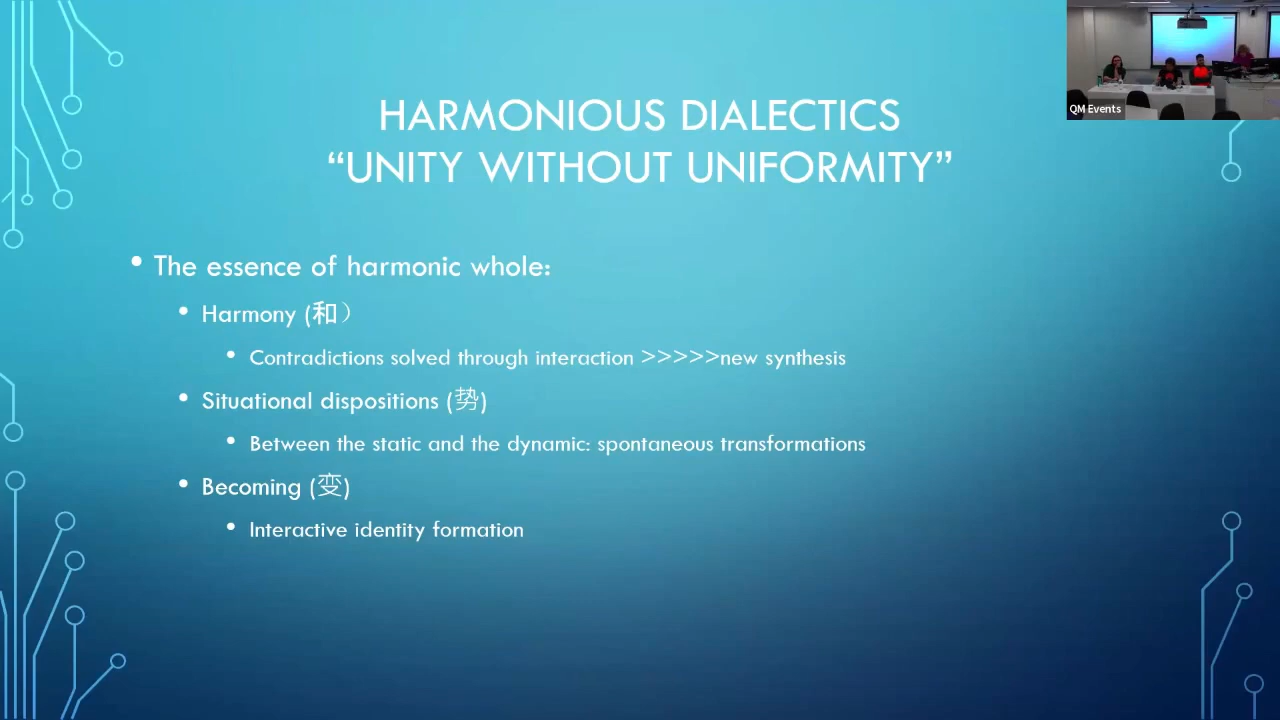 HARMONIOUS DIALECTICS
“UNITY WITHOUT UNIFORMITY”
• The essence of harmonic whole:
• Harmony (和）
• Contradictions solved through interaction >>>>>new synthesis
• Situational dispositions (势)
• Between the static and the dynamic: spontaneous transformations
• Becoming (变)
• Interactive identity formation
QM Events